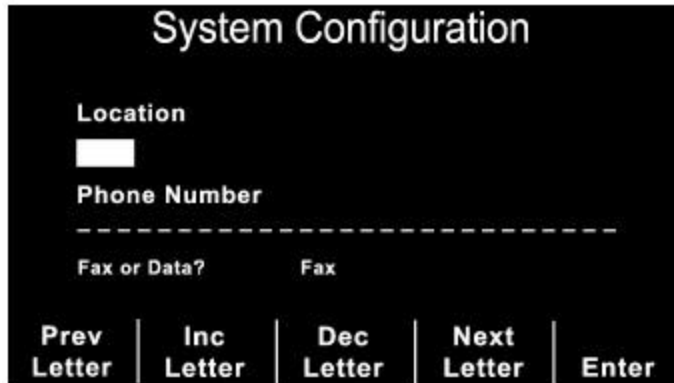 System Configuration
Location
Phone Number
Fax or Data? Fax
Prev Letter Inc Letter Dec Letter Next Letter Enter